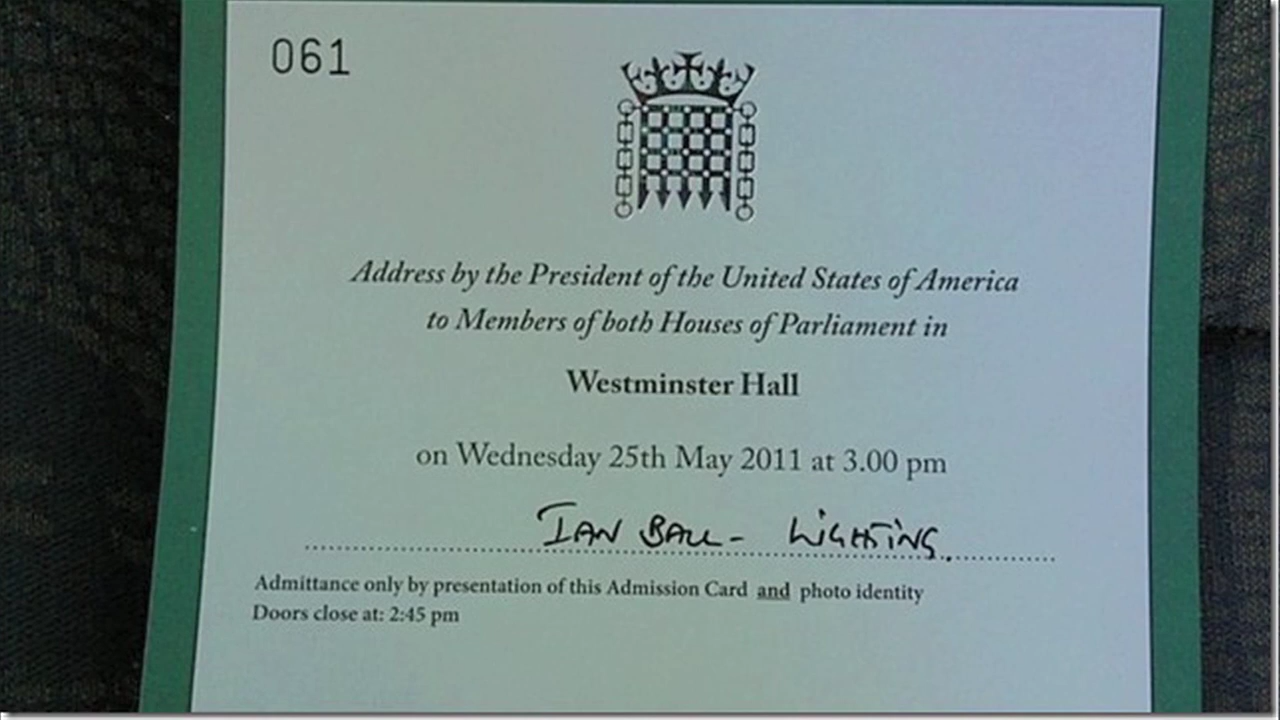 061
Address by the President of the United States of America
to Members of both Houses of Parliament in
Westminster Hall
on Wednesday 25th May 2011 at 3.00 pm
IAN BALL - LIGHTING.
Admittance only by presentation of this Admission Card and photo identity
Doors close at: 2:45 pm